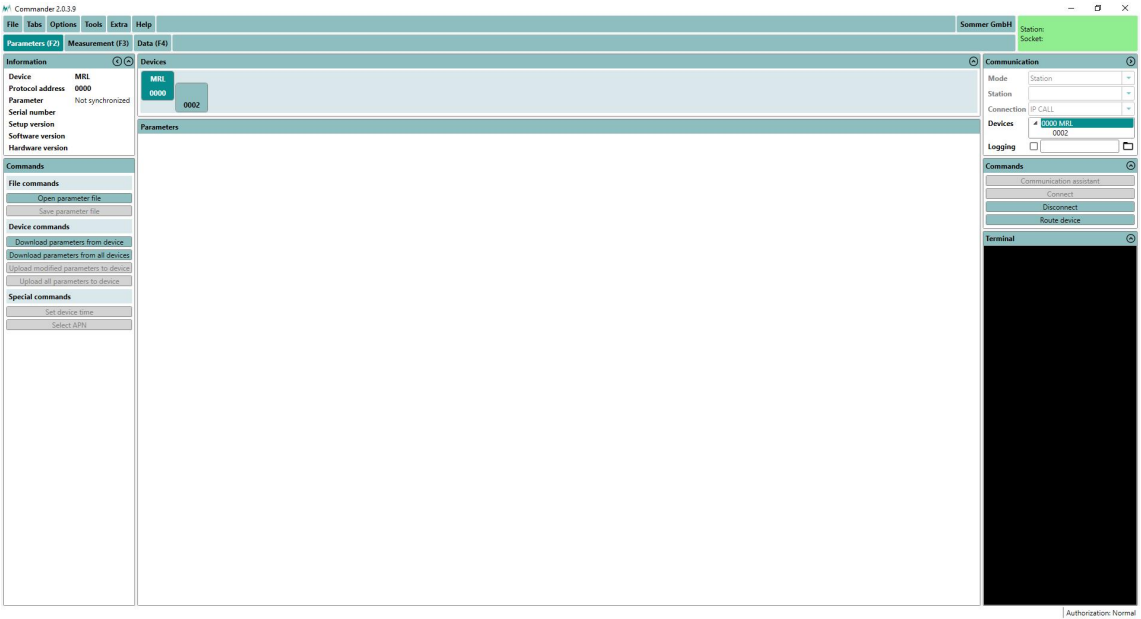 Commander 2.0.3.9
File Tabs Options Tools Extra Help Sommer GmbH
Station:
Socket:
Parameters (F2) Measurement (F3) Data (F4)
Information
Device MRL
Protocol address 0000
Parameter Not synchronized
Serial number
Setup version
Software version
Hardware version
Commands
File commands
Open parameter file
Save parameter file
Device commands
Download parameters from device
Download parameters from all devices
Upload modified parameters to device
Upload all parameters to device
Special commands
Set device time
Select APN
Devices
MRL
0000
0002
Parameters
Communication
Mode Station
Station
Connection IP CALL
Devices 0000 MRL
0002
Logging
Commands
Communication assistant
Connect
Disconnect
Route device
Terminal
Authorization: Normal